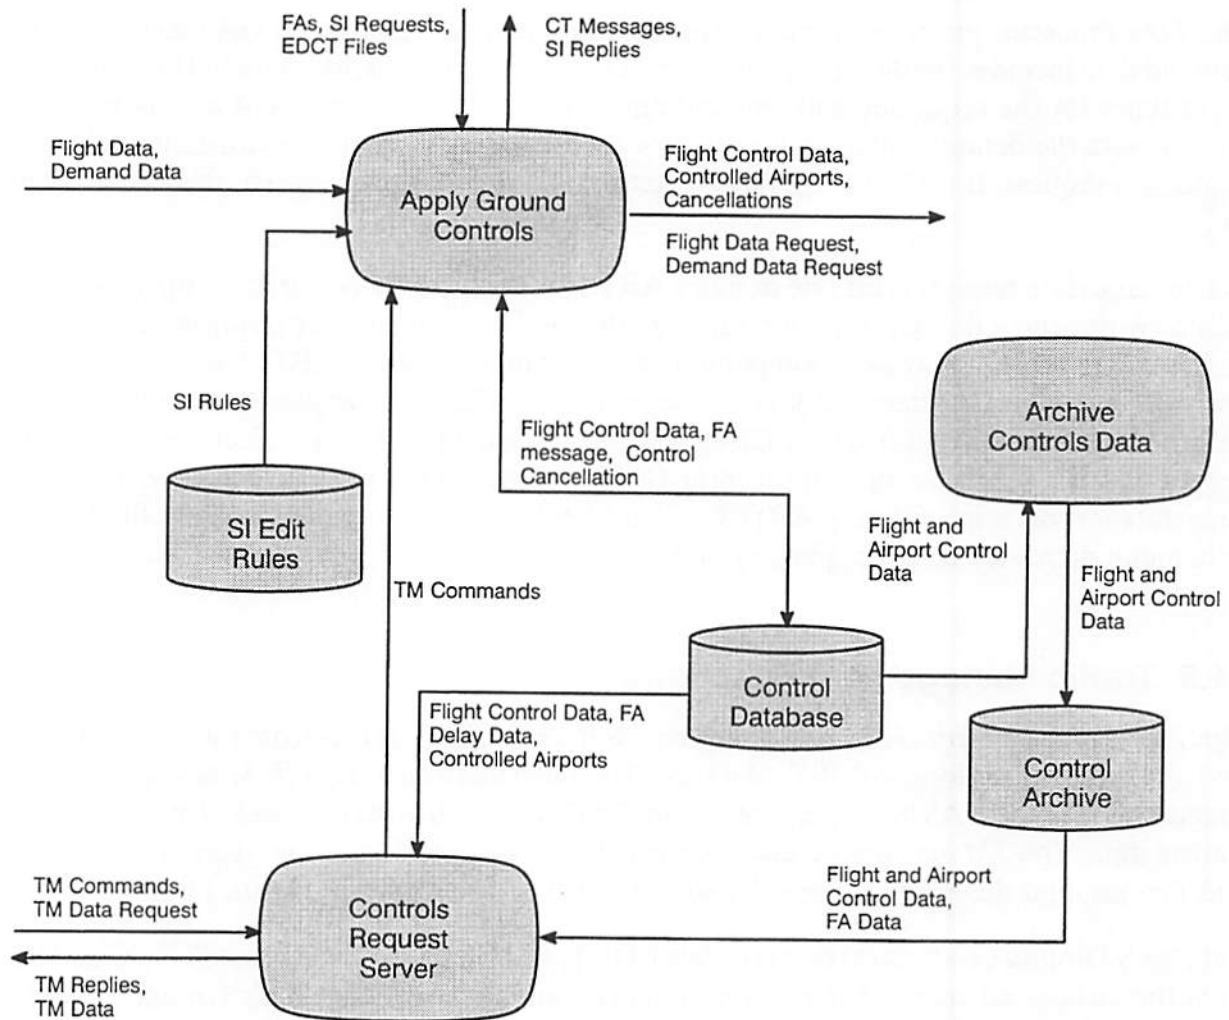 FAs, SI Requests,
EDCT Files
CT Messages,
SI Replies
Flight Data,
Demand Data
Apply Ground
Controls
Flight Control Data,
Controlled Airports,
Cancellations
Flight Data Request,
Demand Data Request
SI Rules
Flight Control Data, FA
message, Control
Cancellation
Archive
Controls Data
SI Edit
Rules
TM Commands
Flight and
Airport Control
Data
Flight and
Airport Control
Data
Control
Database
Flight Control Data, FA
Delay Data,
Controlled Airports
Control
Archive
TM Commands,
TM Data Request
Controls
Request
Server
Flight and Airport
Control Data,
FA Data
TM Replies,
TM Data